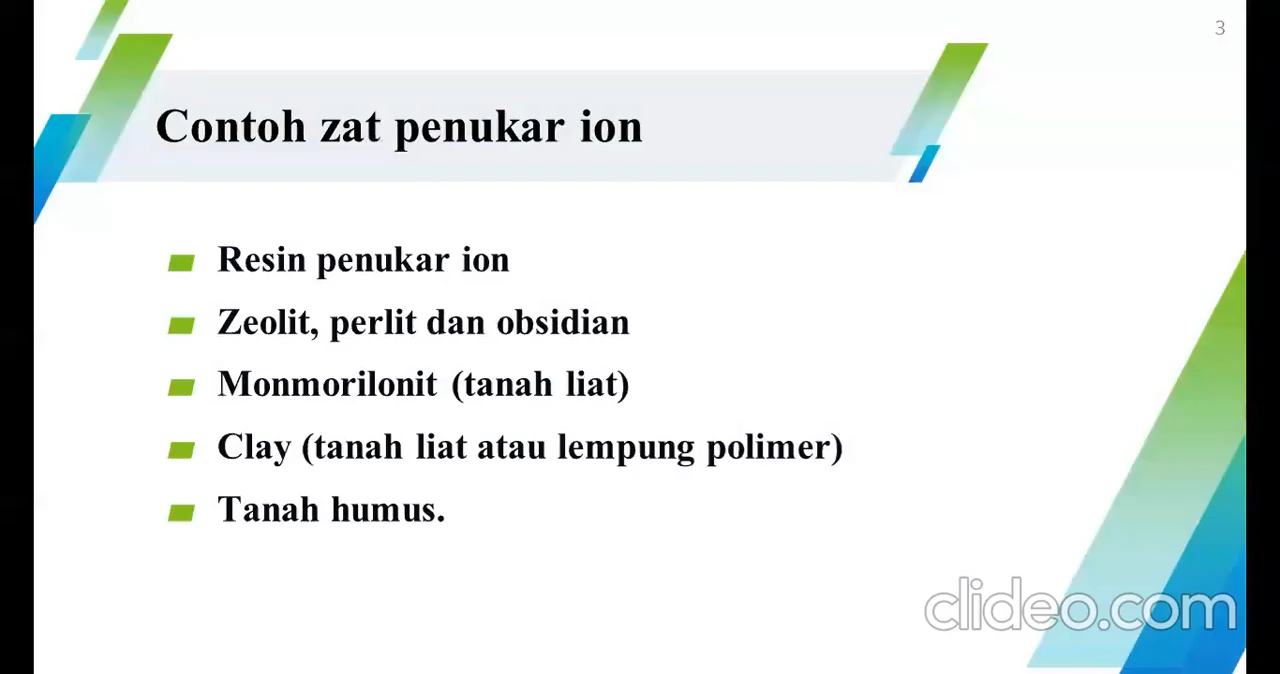 3
Contoh zat penukar ion
Resin penukar ion
Zeolit, perlit dan obsidian
Monmorilonit (tanah liat)
Clay (tanah liat atau lempung polimer)
Tanah humus.
clideo.com